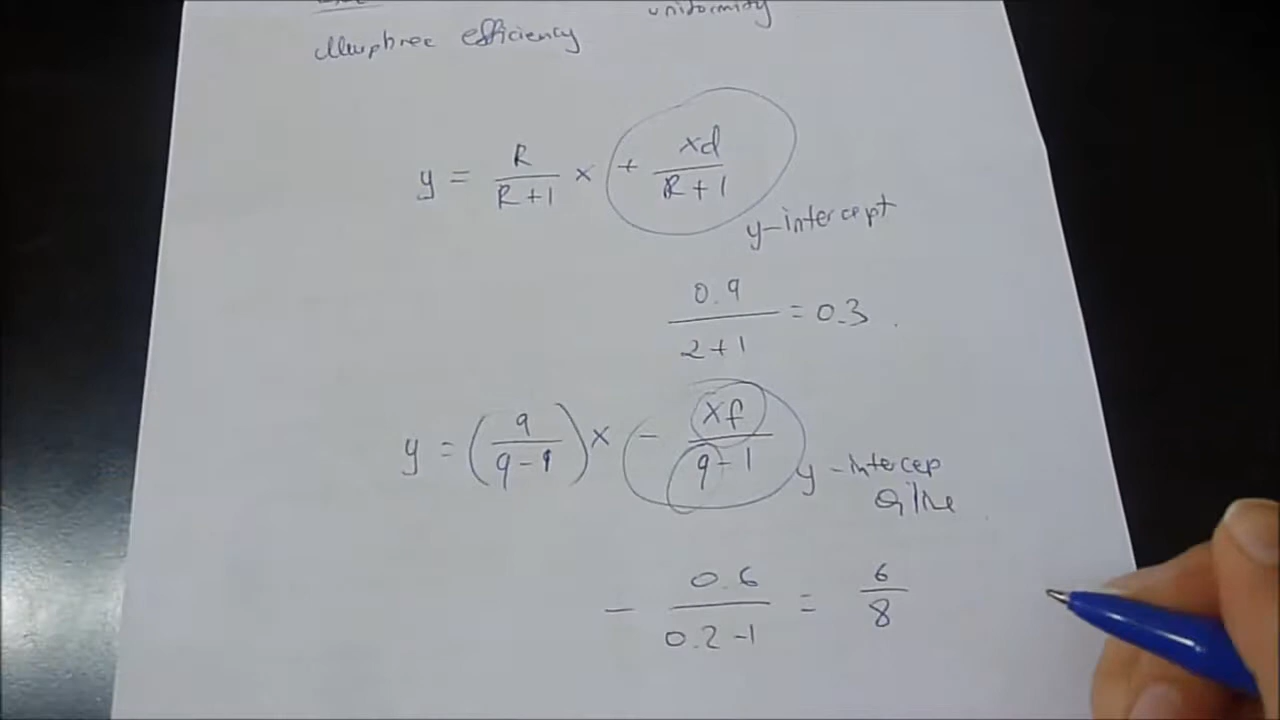 uniformity
Murphree efficiency
y = R/(R+1) x + xd/(R+1)
y-intercept
0.9/(2+1) = 0.3
y = (q/(q-1)) x - xf/(q-1)
y-intercep
q line
- 0.6/(0.2-1) = 6/8